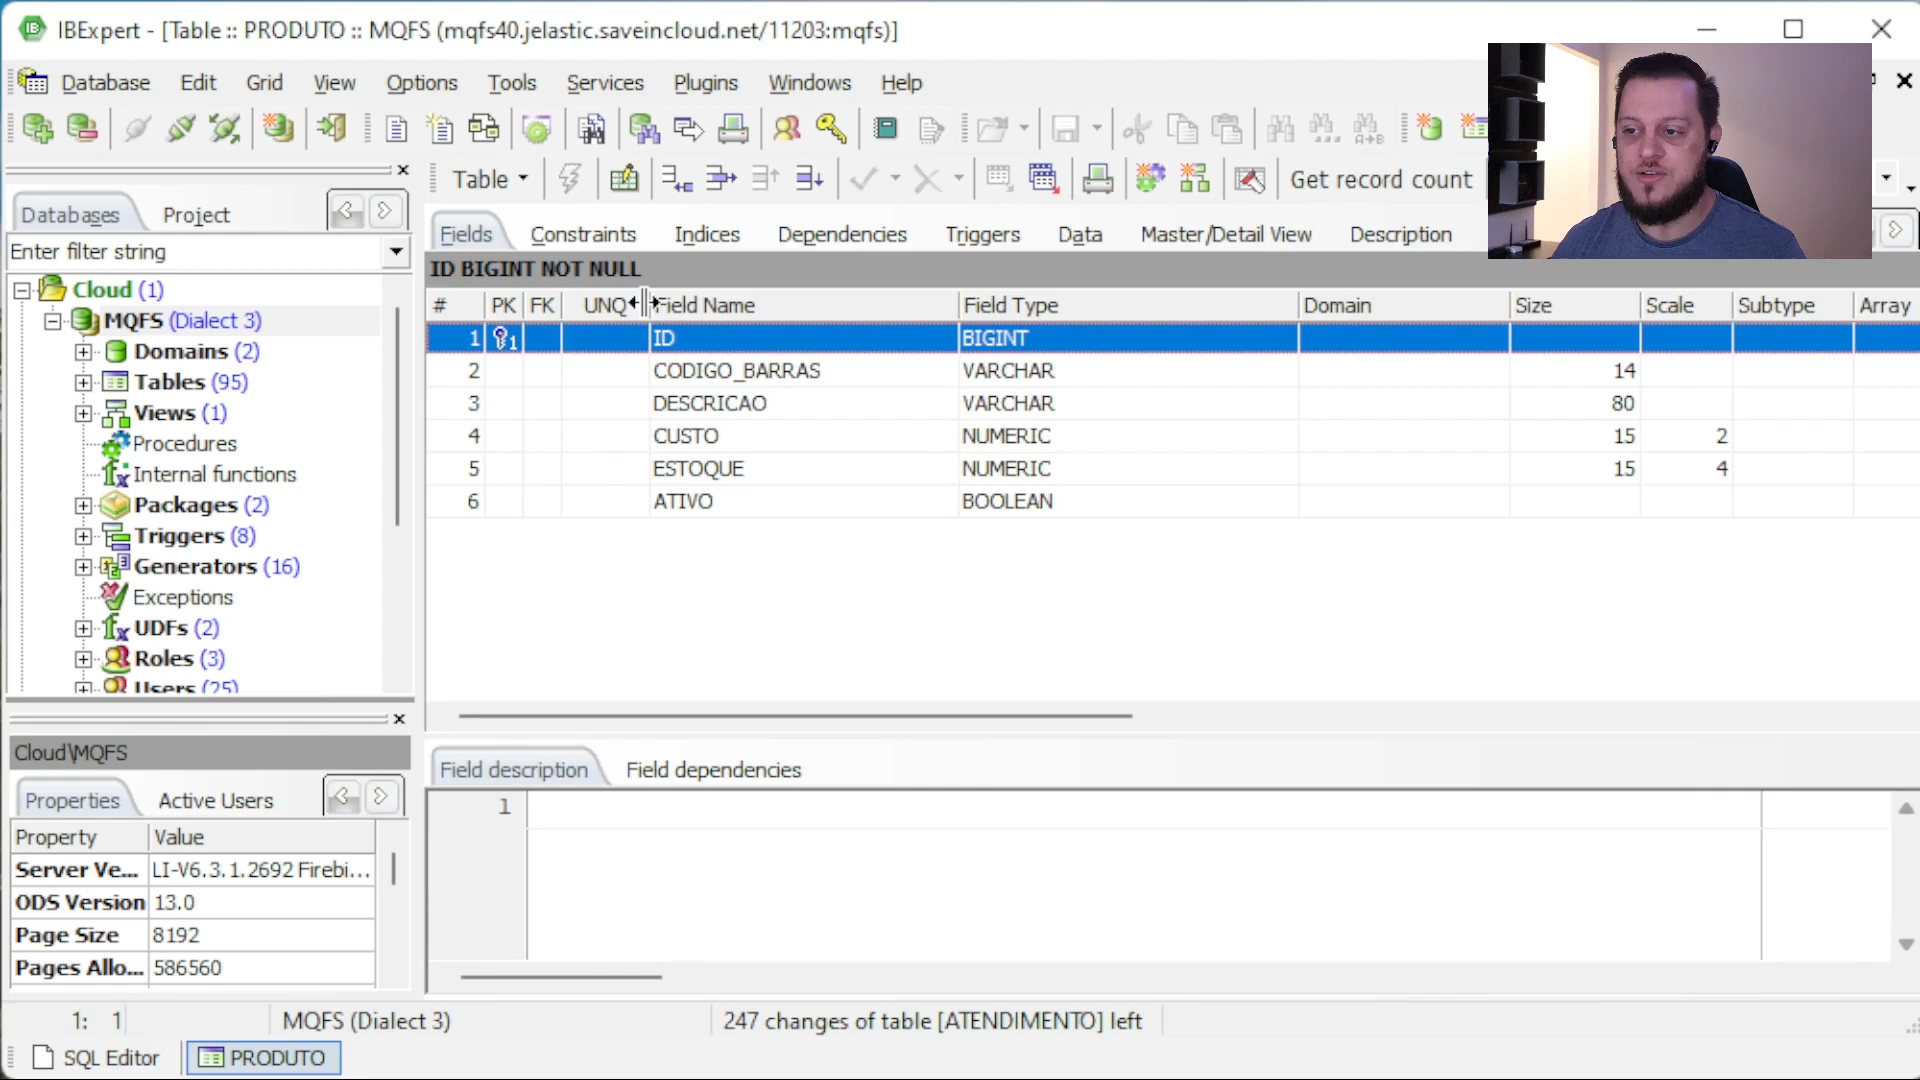 IBExpert - [Table :: PRODUTO :: MQFS (mqfs40.jelastic.saveincloud.net/11203:mqfs)]
Database Edit Grid View Options Tools Services Plugins Windows Help
Table Get record count
Databases Project
Enter filter string
Cloud (1)
MQFS (Dialect 3)
Domains (2)
Tables (95)
Views (1)
Procedures
Internal functions
Packages (2)
Triggers (8)
Generators (16)
Exceptions
UDFs (2)
Roles (3)
Users (25)
Fields Constraints Indices Dependencies Triggers Data Master/Detail View Description
ID BIGINT NOT NULL
# PK FK UNQ Field Name Field Type Domain Size Scale Subtype Array
1 1 ID BIGINT
2 CODIGO_BARRAS VARCHAR 14
3 DESCRICAO VARCHAR 80
4 CUSTO NUMERIC 15 2
5 ESTOQUE NUMERIC 15 4
6 ATIVO BOOLEAN
Cloud\MQFS
Properties Active Users
Property Value
Server Ve... LI-V6.3.1.2692 Firebi...
ODS Version 13.0
Page Size 8192
Pages Allo... 586560
Field description Field dependencies
1
1: 1 MQFS (Dialect 3) 247 changes of table [ATENDIMENTO] left
SQL Editor PRODUTO